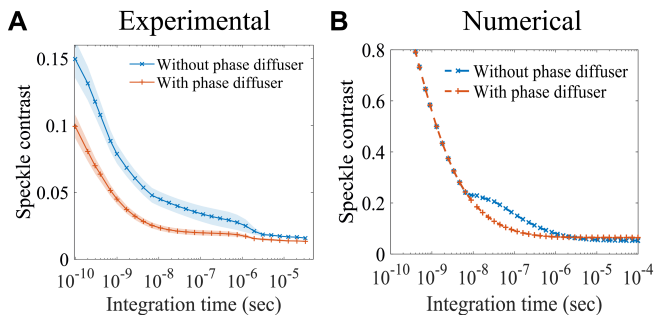 A Experimental
0.15
0.1
0.05
0
Speckle contrast
Without phase diffuser
With phase diffuser
10-10 10-9 10-8 10-7 10-6 10-5
Integration time (sec)
B Numerical
0.8
0.6
0.4
0.2
0.0
Speckle contrast
Without phase diffuser
With phase diffuser
10-10 10-9 10-8 10-7 10-6 10-5 10-4
Integration time (sec)